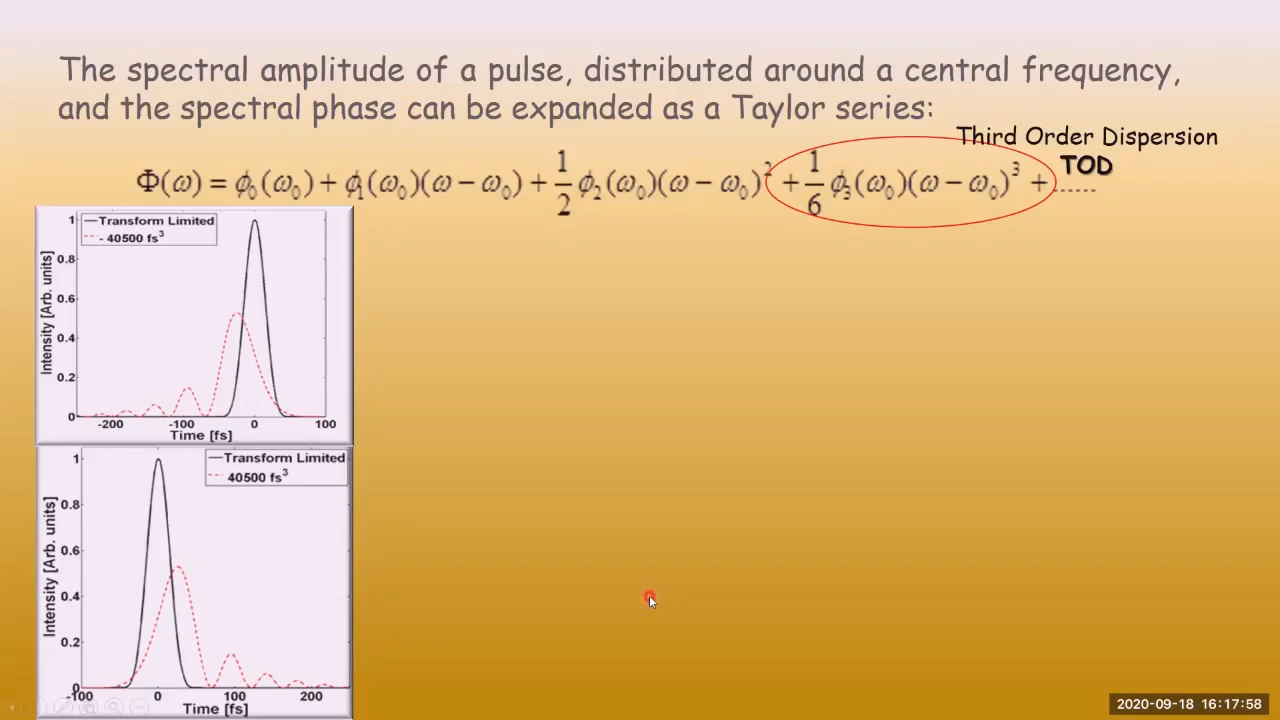 The spectral amplitude of a pulse, distributed around a central frequency,
and the spectral phase can be expanded as a Taylor series:
Third Order Dispersion
TOD
Φ(ω) = ϕ₀(ω₀) + ϕ₁(ω₀)(ω − ω₀) + 1/2 ϕ₂(ω₀)(ω − ω₀)² + 1/6 ϕ₃(ω₀)(ω − ω₀)³ + ......
Transform Limited
- 40500 fs³
Intensity [Arb. units]
1
0.8
0.6
0.4
0.2
0
-200 -100 0 100
Time [fs]
Transform Limited
40500 fs³
Intensity [Arb. units]
1
0.8
0.6
0.4
0.2
0
-100 0 100 200
Time [fs]
2020-09-18 16:17:58